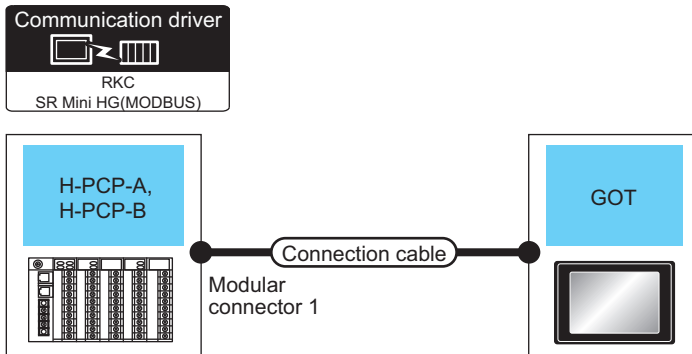 Communication driver
RKC
SR Mini HG(MODBUS)
H-PCP-A,
H-PCP-B
GOT
Connection cable
Modular
connector 1